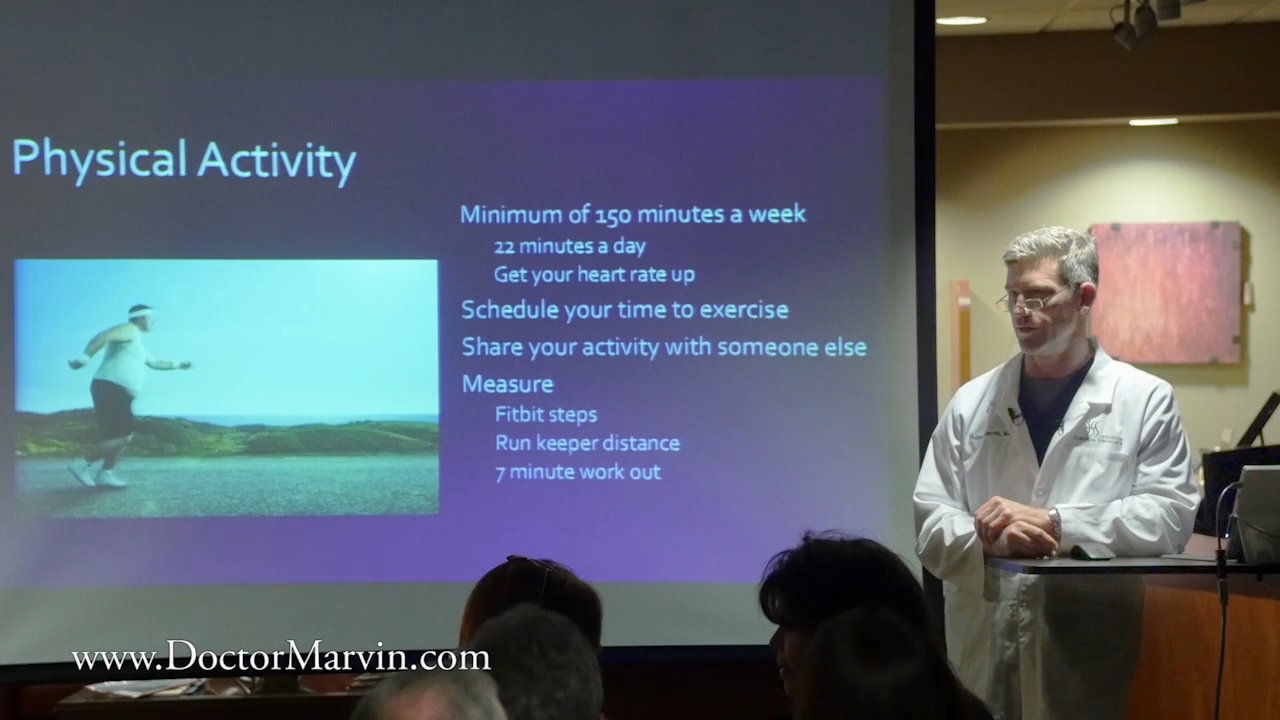 Physical Activity
Minimum of 150 minutes a week
22 minutes a day
Get your heart rate up
Schedule your time to exercise
Share your activity with someone else
Measure
Fitbit steps
Run keeper distance
7 minute work out
www.DoctorMarvin.com